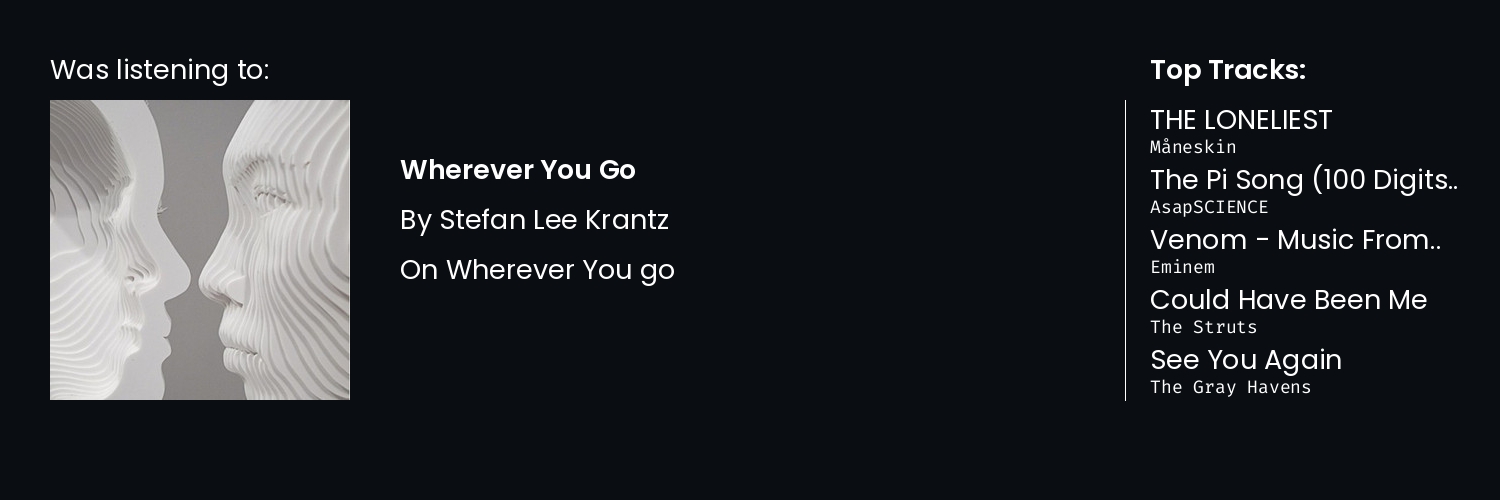 Was listening to:
Wherever You Go
By Stefan Lee Krantz
On Wherever You go
Top Tracks:
THE LONELIEST
Måneskin
The Pi Song (100 Digits..
AsapSCIENCE
Venom - Music From..
Eminem
Could Have Been Me
The Struts
See You Again
The Gray Havens